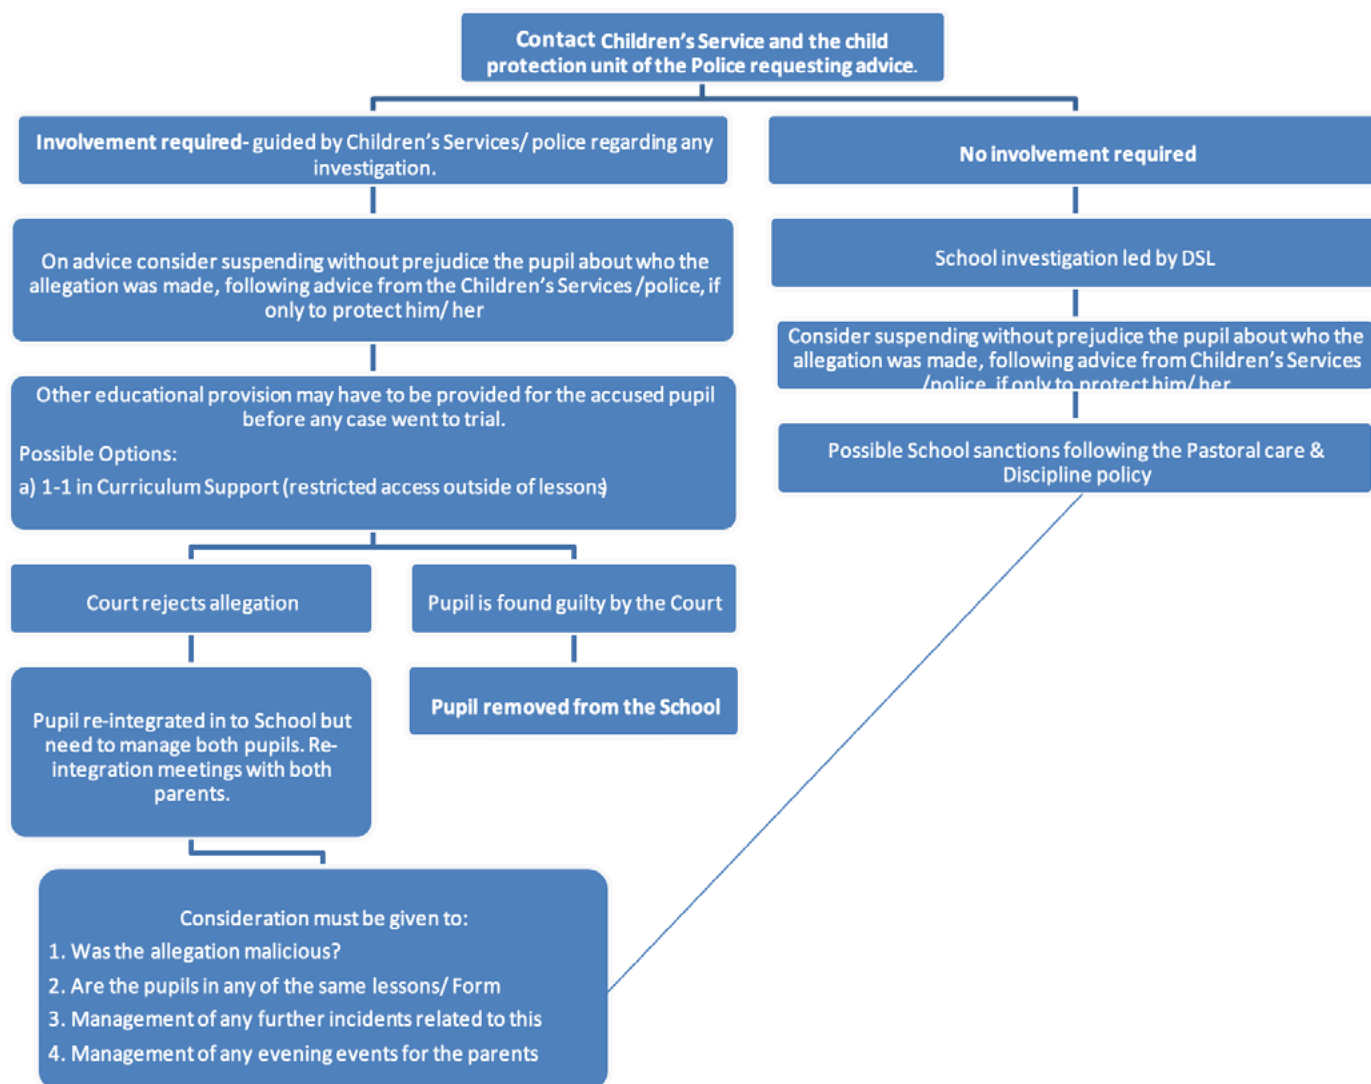 Contact Children's Service and the child
protection unit of the Police requesting advice.
Involvement required- guided by Children's Services/ police regarding any
investigation.
No involvement required
On advice consider suspending without prejudice the pupil about who the
allegation was made, following advice from the Children's Services /police, if
only to protect him/ her
School investigation led by DSL
Consider suspending without prejudice the pupil about who the
allegation was made, following advice from Children's Services
/police, if only to protect him/ her
Other educational provision may have to be provided for the accused pupil
before any case went to trial.
Possible Options:
a) 1-1 in Curriculum Support (restricted access outside of lessons)
Possible School sanctions following the Pastoral care &
Discipline policy
Court rejects allegation
Pupil is found guilty by the Court
Pupil re-integrated in to School but
need to manage both pupils. Re-
integration meetings with both
parents.
Pupil removed from the School
Consideration must be given to:
1. Was the allegation malicious?
2. Are the pupils in any of the same lessons/ Form
3. Management of any further incidents related to this
4. Management of any evening events for the parents